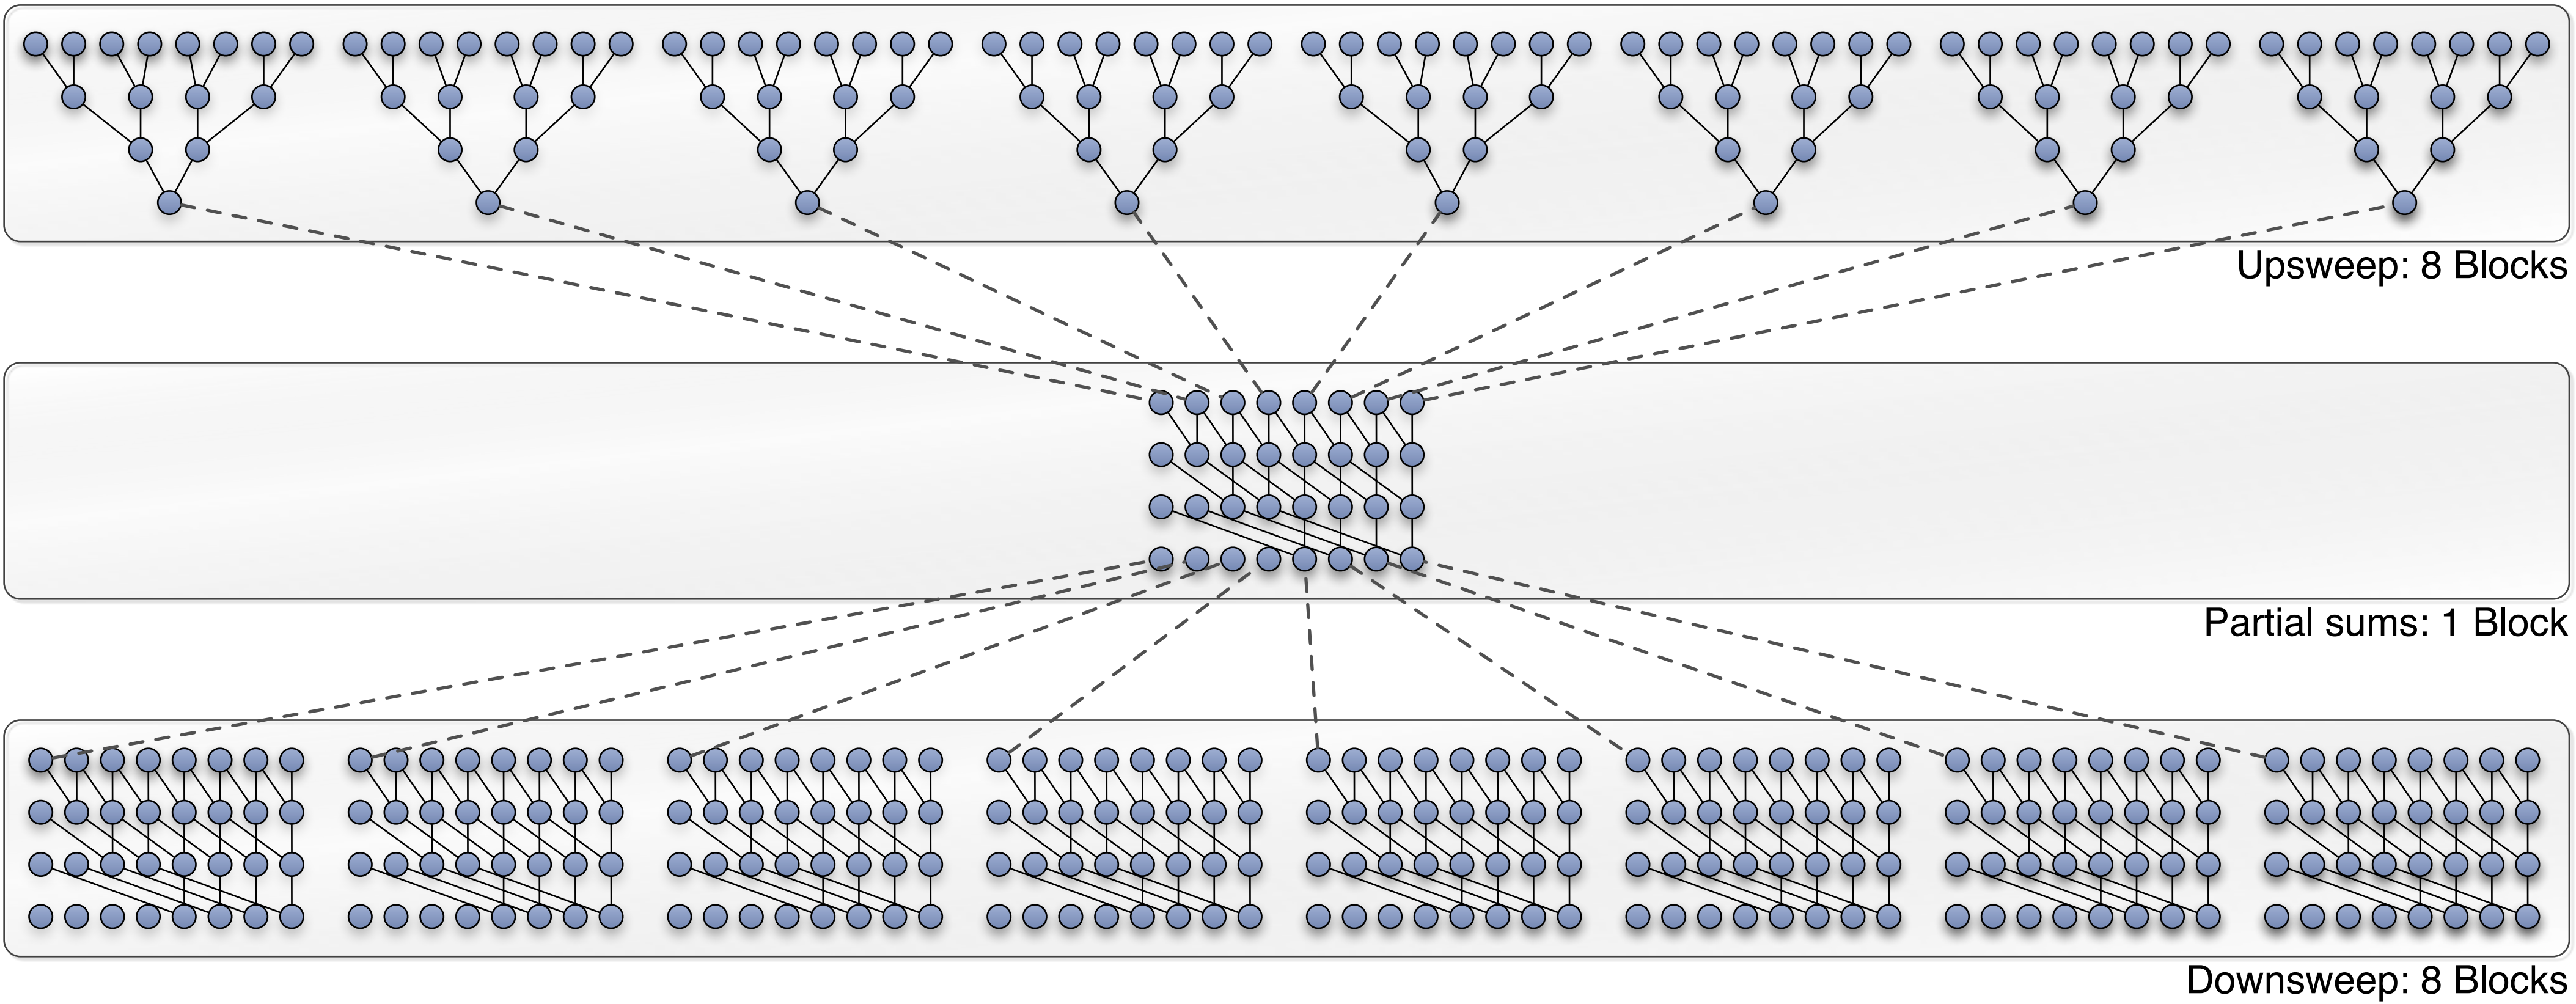 Upsweep: 8 Blocks
Partial sums: 1 Block
Downsweep: 8 Blocks